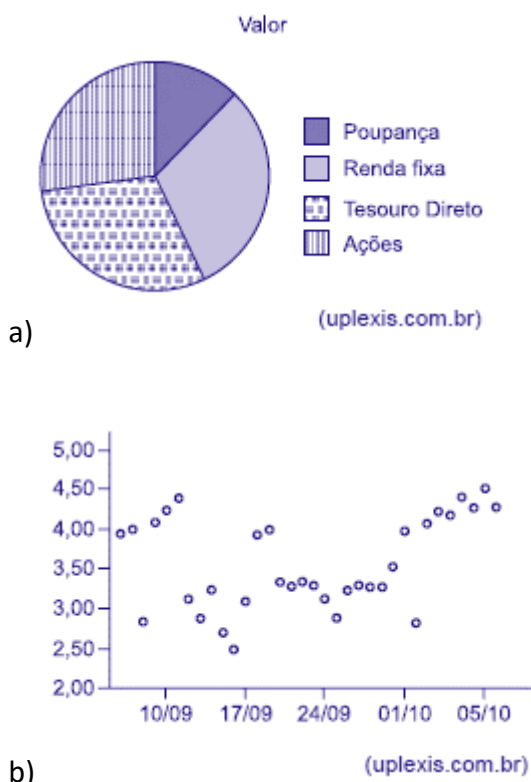 Valor
Poupança
Renda fixa
Tesouro Direto
Ações
(uplexis.com.br)
a)
5,00
4,50
4,00
3,50
3,00
2,50
2,00
10/09 17/09 24/09 01/10 05/10
(uplexis.com.br)
b)